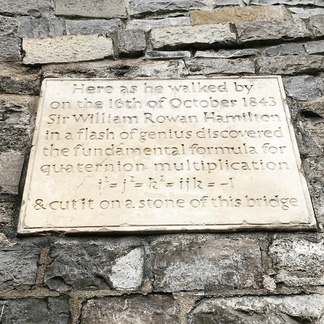 Here as he walked by
on the 16th of October 1843
Sir William Rowan Hamilton
in a flash of genius discovered
the fundamental formula for
quaternion multiplication
i² = j² = k² = ijk = −1
& cut it on a stone of this bridge